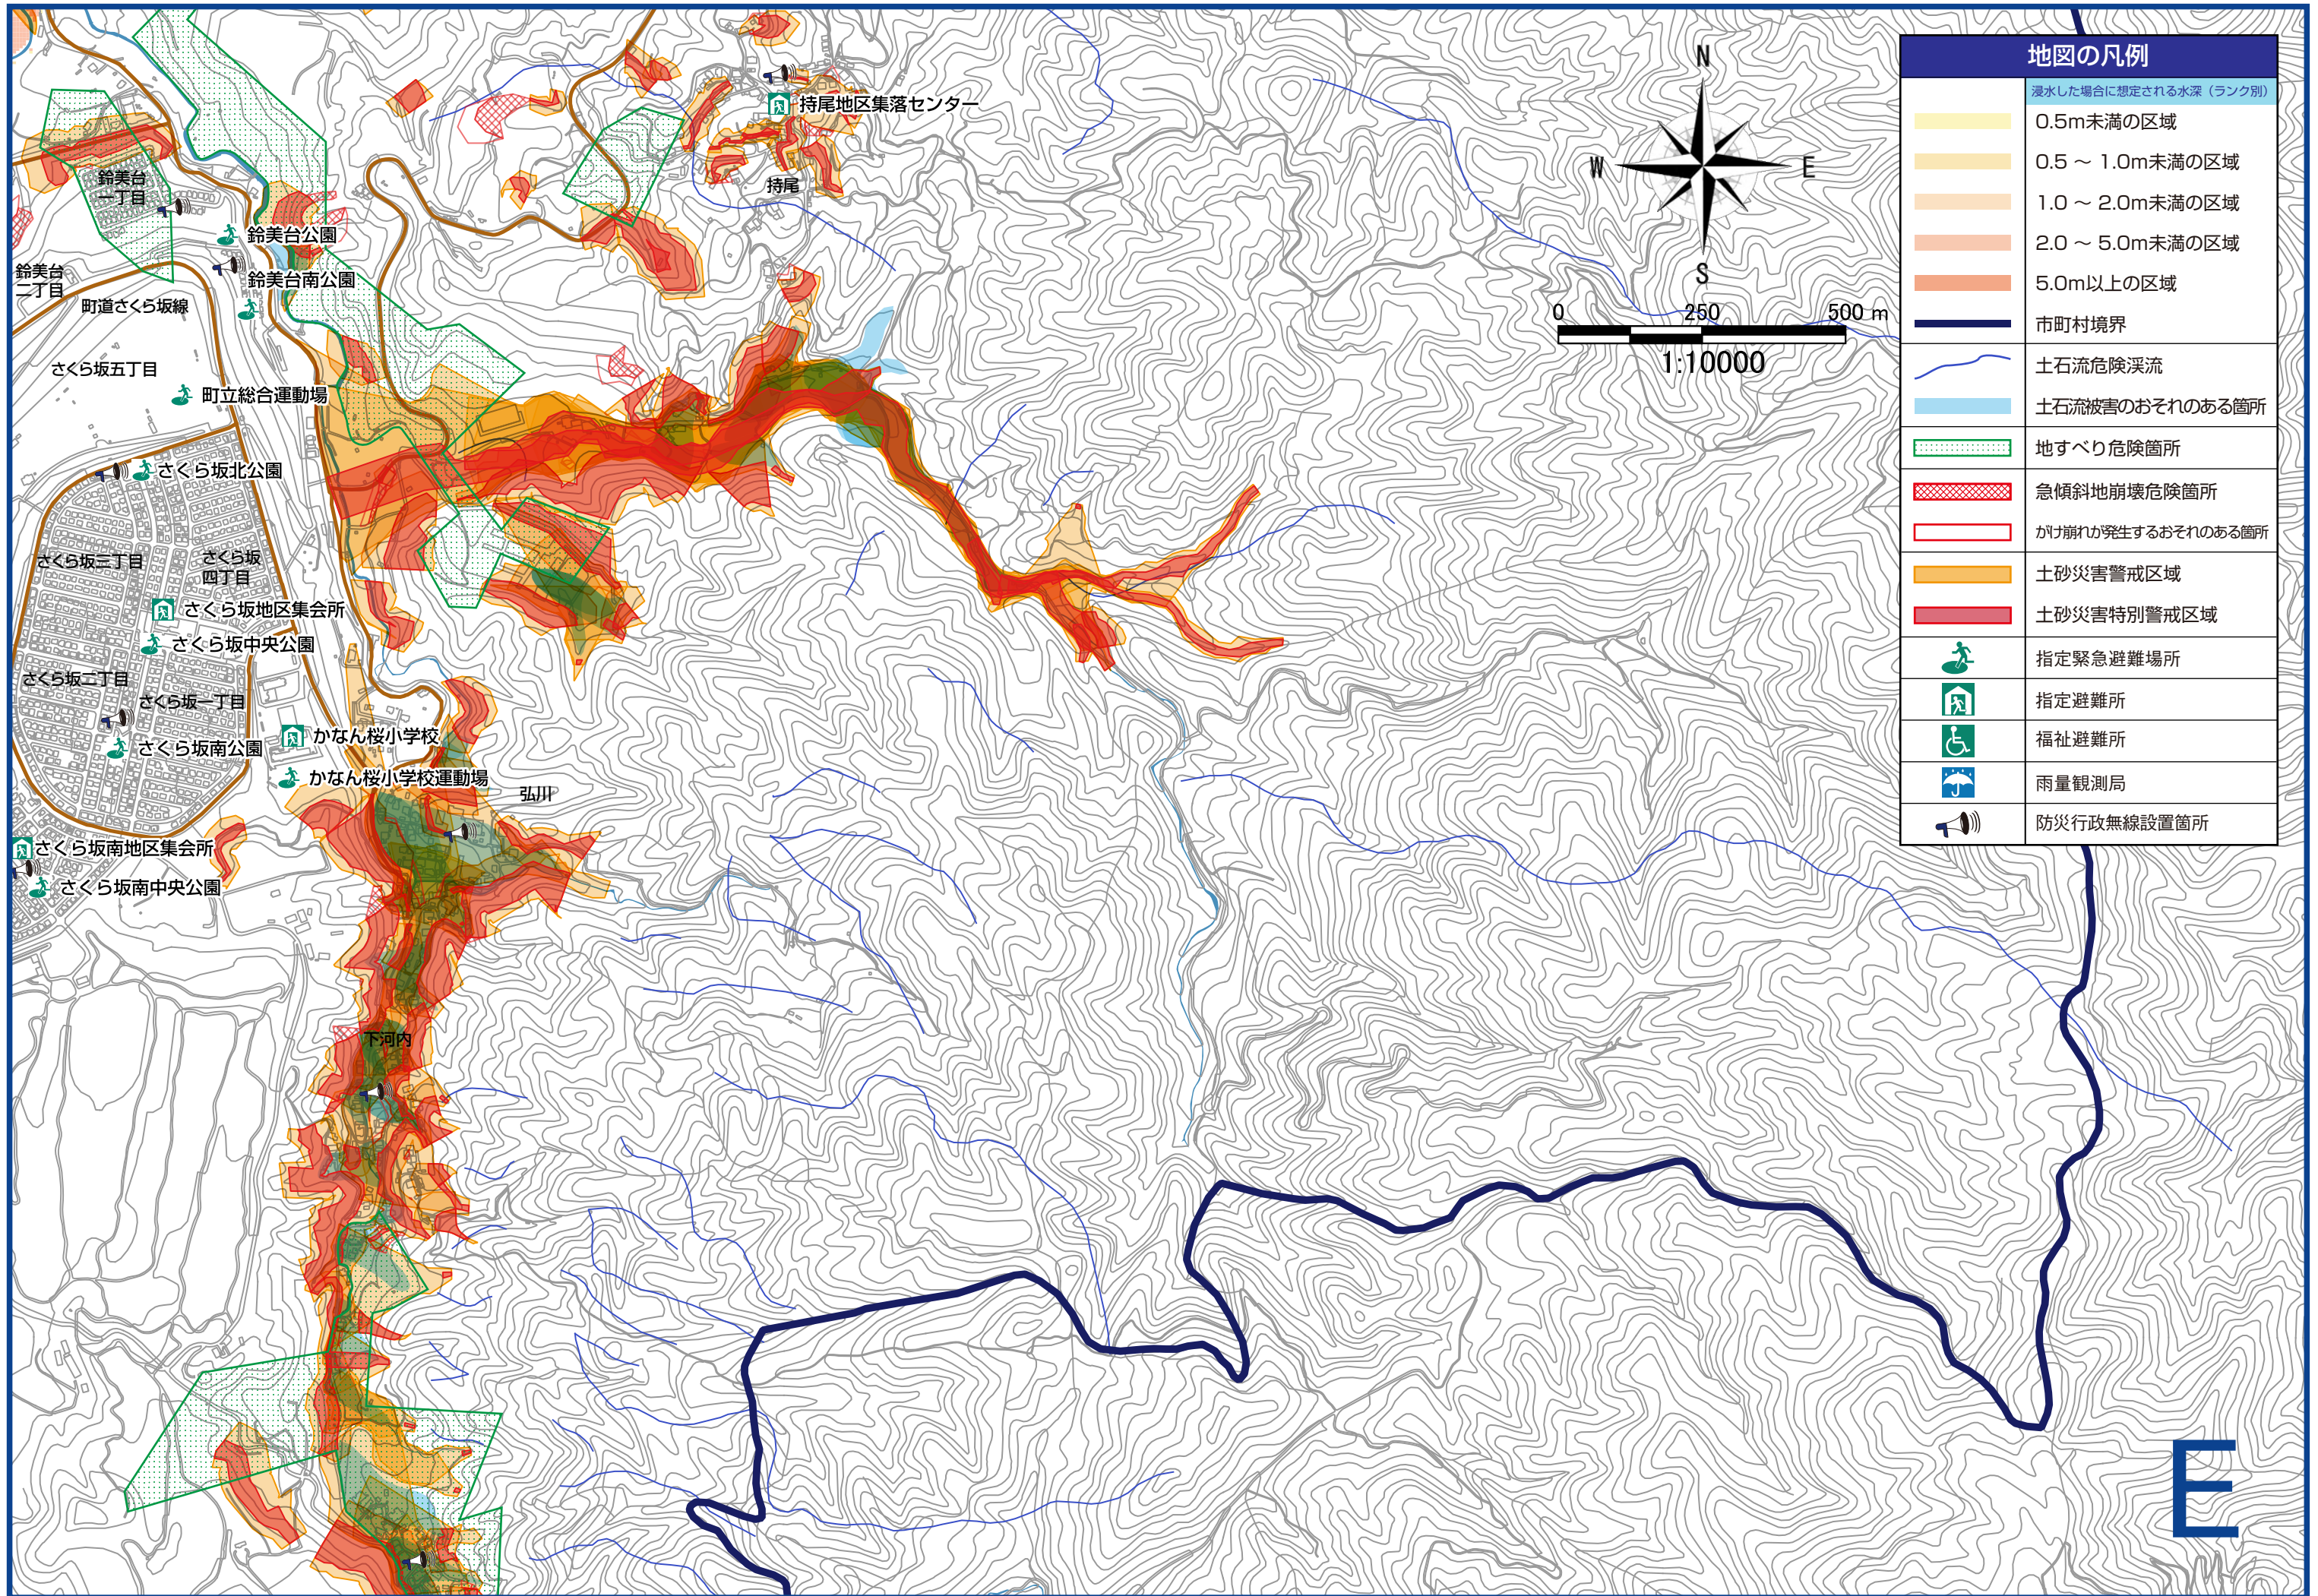 持尾地区集落センター
持尾
鈴美台
一丁目
鈴美台公園
鈴美台南公園
鈴美台
二丁目
町道さくら坂線
さくら坂五丁目
町立総合運動場
さくら坂北公園
さくら坂三丁目
さくら坂
四丁目
さくら坂地区集会所
さくら坂中央公園
さくら坂二丁目
さくら坂一丁目
かなん桜小学校
さくら坂南公園
かなん桜小学校運動場
弘川
さくら坂南地区集会所
さくら坂南中央公園
下河内
N
W
E
S
0
250
500 m
1:10000
地図の凡例
浸水した場合に想定される水深（ランク別）
0.5m未満の区域
0.5 ～ 1.0m未満の区域
1.0 ～ 2.0m未満の区域
2.0 ～ 5.0m未満の区域
5.0m以上の区域
市町村境界
土石流危険渓流
土石流被害のおそれのある箇所
地すべり危険箇所
急傾斜地崩壊危険箇所
がけ崩れが発生するおそれのある箇所
土砂災害警戒区域
土砂災害特別警戒区域
指定緊急避難場所
指定避難所
福祉避難所
雨量観測局
防災行政無線設置箇所
E